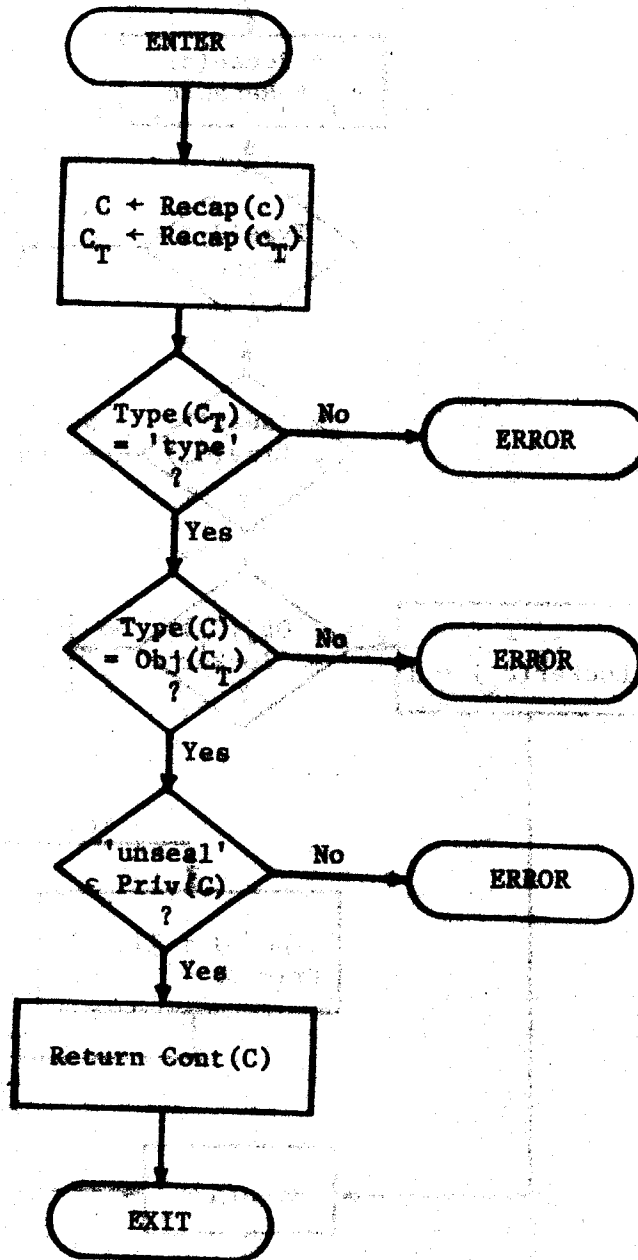 ENTER
C ← Recap(c)
C_T ← Recap(c_T)
Type(C_T)
= 'type'
?
No
ERROR
Yes
Type(C)
= Obj(C_T)
?
No
ERROR
Yes
'unseal'
ε Priv(C)
?
No
ERROR
Yes
Return Cont(C)
EXIT